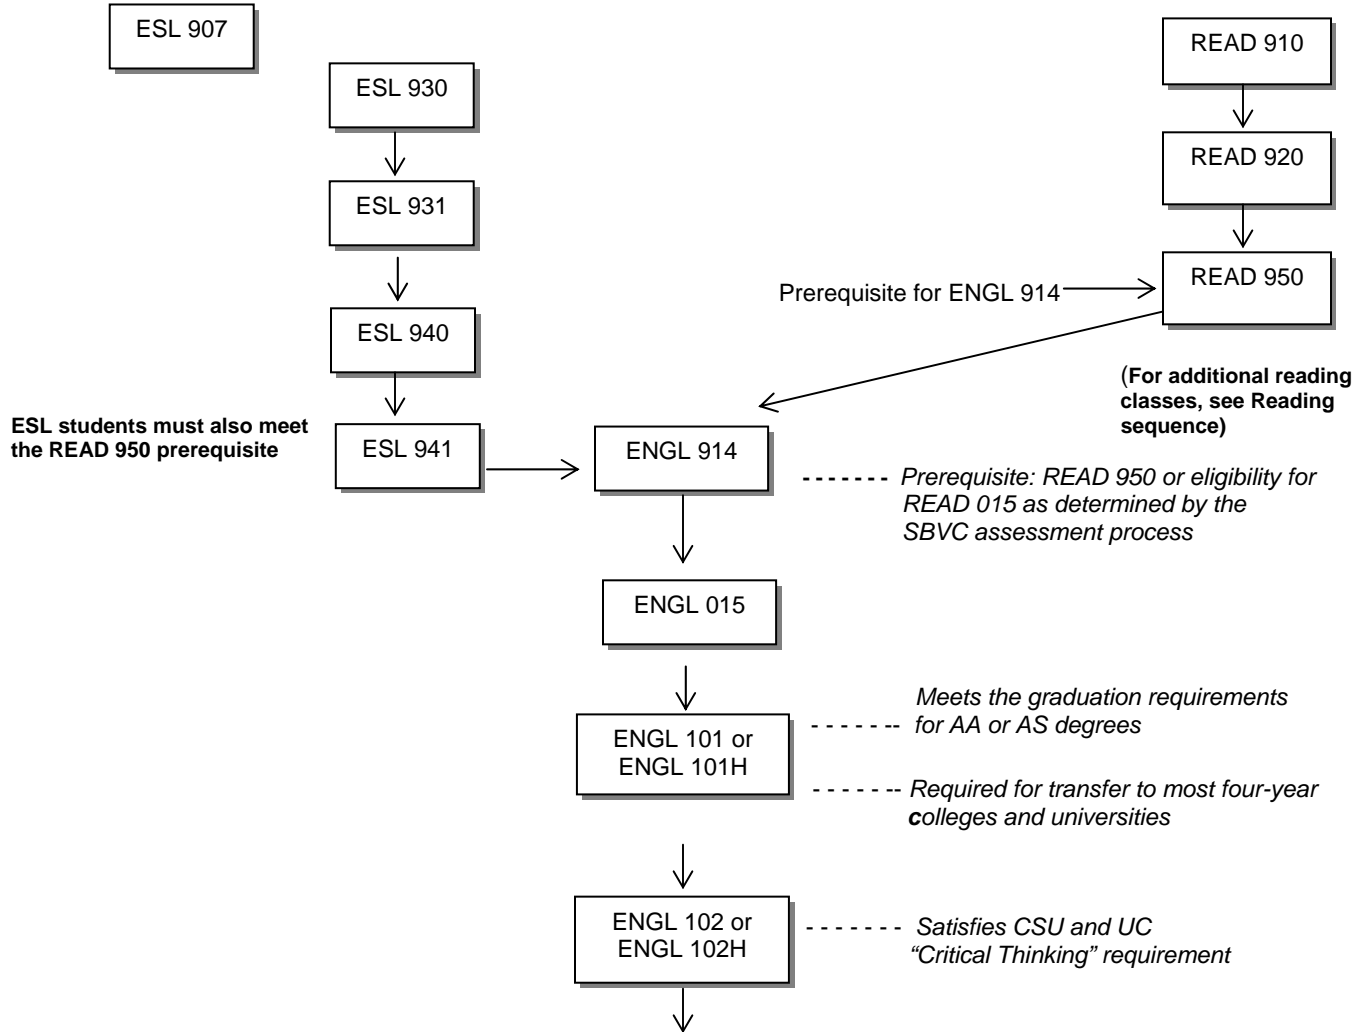 ESL 907
READ 910
ESL 930
READ 920
ESL 931
READ 950
Prerequisite for ENGL 914
ESL 940
(For additional reading
classes, see Reading
sequence)
ESL students must also meet
the READ 950 prerequisite
ESL 941
ENGL 914
------- Prerequisite: READ 950 or eligibility for
READ 015 as determined by the
SBVC assessment process
ENGL 015
Meets the graduation requirements
- - - - - -- for AA or AS degrees
ENGL 101 or
ENGL 101H
- - - - - -- Required for transfer to most four-year
colleges and universities
ENGL 102 or
ENGL 102H
- - - - - - - Satisfies CSU and UC
“Critical Thinking” requirement